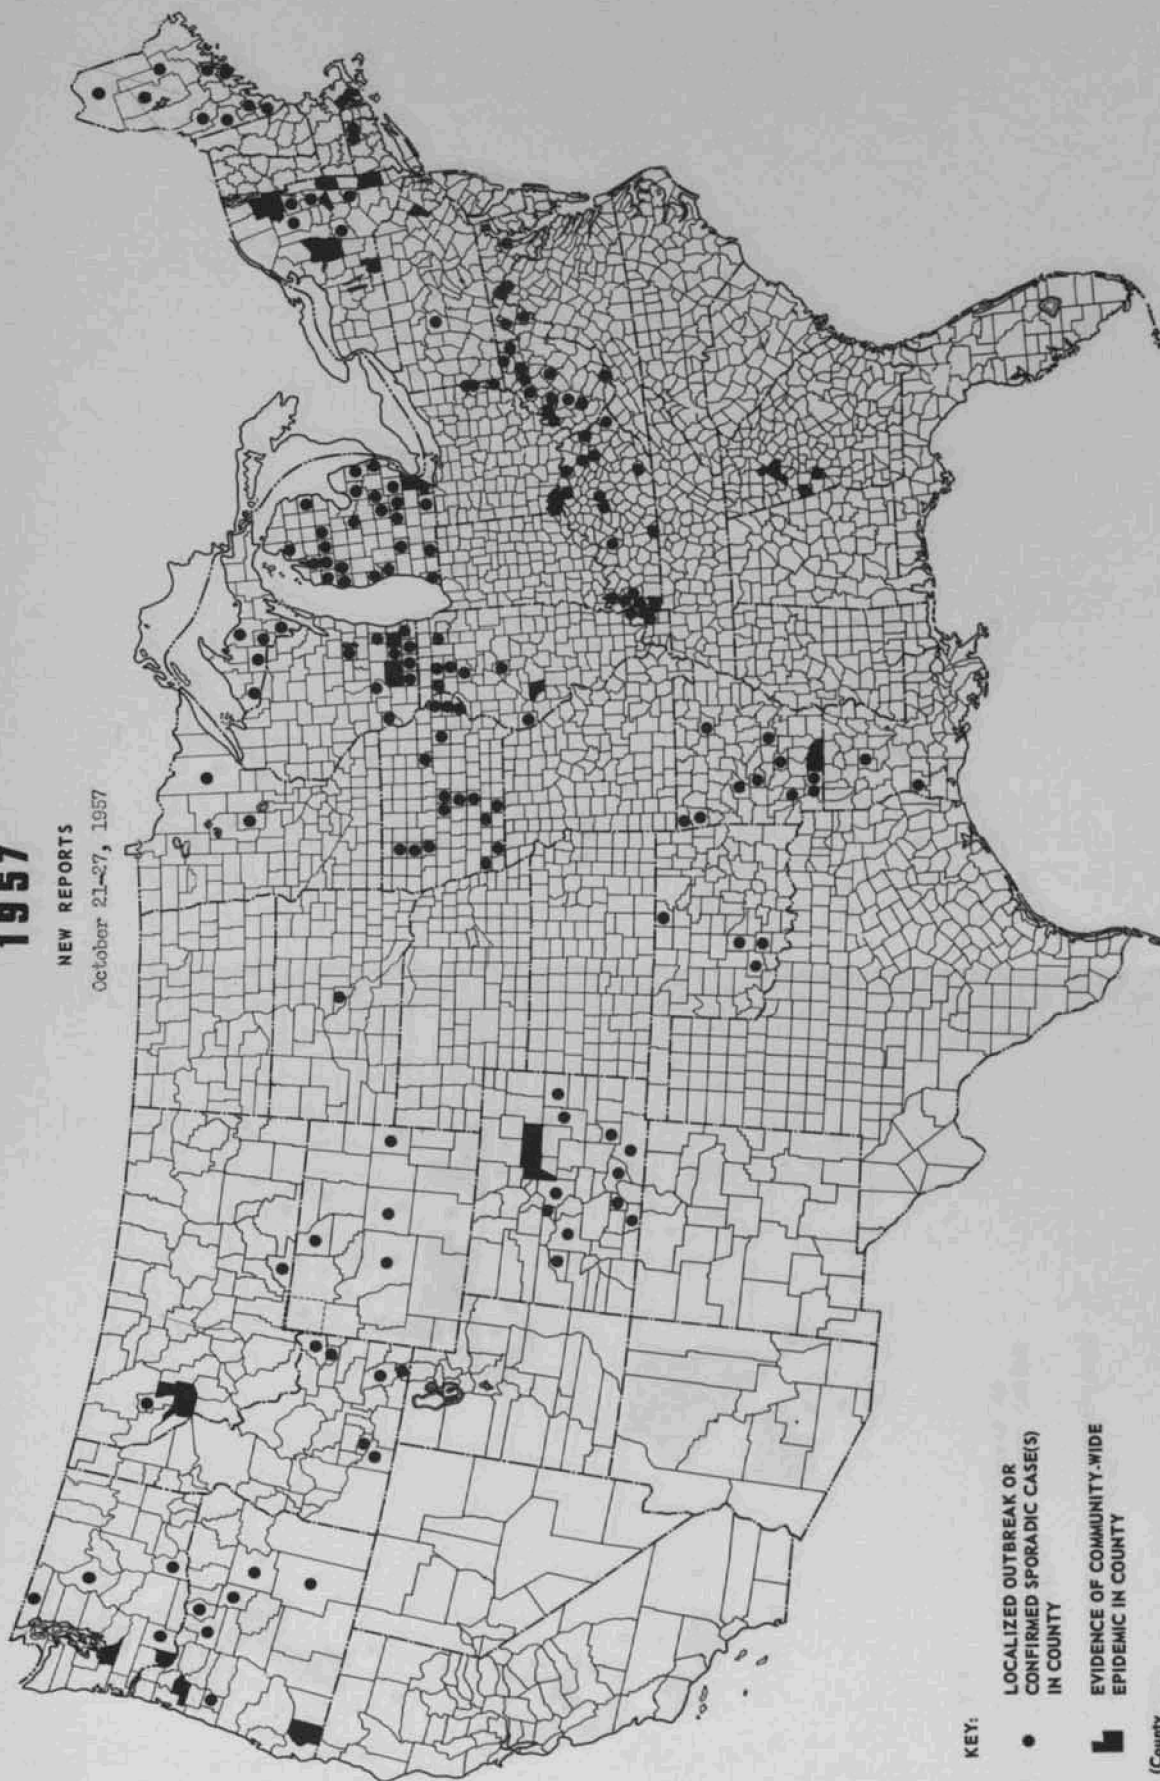 1957
NEW REPORTS
October 21-27, 1957
KEY:
LOCALIZED OUTBREAK OR
CONFIRMED SPORADIC CASE(S)
IN COUNTY
EVIDENCE OF COMMUNITY-WIDE
EPIDEMIC IN COUNTY
(County